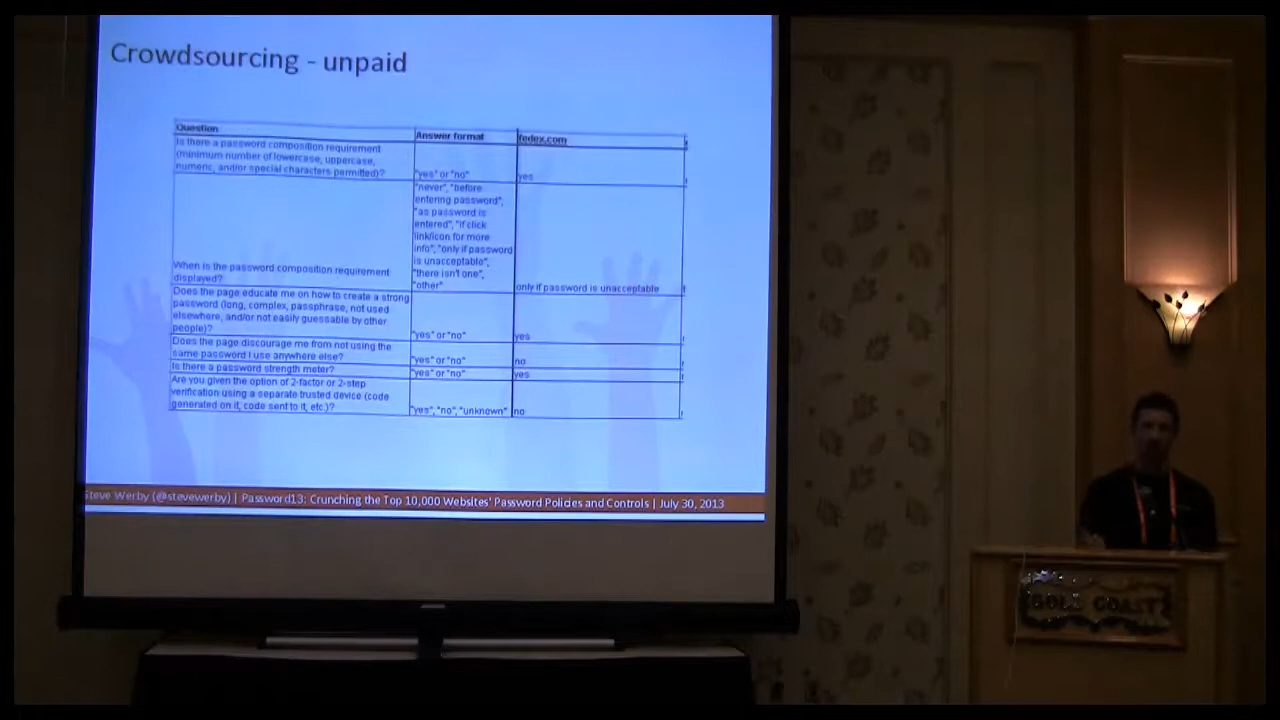 Crowdsourcing - unpaid
Question Answer format fedex.com
Is there a password composition requirement
(minimum number of lowercase, uppercase,
numeric, and/or special characters permitted)? "yes" or "no" yes
"never", "before
entering password",
"as password is
entered", "if click
link/icon for more
info", "only if password
is unacceptable",
"there isn't one",
"other"
When is the password composition requirement
displayed? only if password is unacceptable
Does the page educate me on how to create a strong
password (long, complex, passphrase, not used
elsewhere, and/or not easily guessable by other
people)? "yes" or "no" yes
Does the page discourage me from not using the
same password I use anywhere else? "yes" or "no" no
Is there a password strength meter? "yes" or "no" yes
Are you given the option of 2-factor or 2-step
verification using a separate trusted device (code
generated on it, code sent to it, etc.)? "yes", "no", "unknown" no
Steve Werby (@stevewerby) | Password13: Crunching the Top 10,000 Websites' Password Policies and Controls | July 30, 2013
GOLD COAST